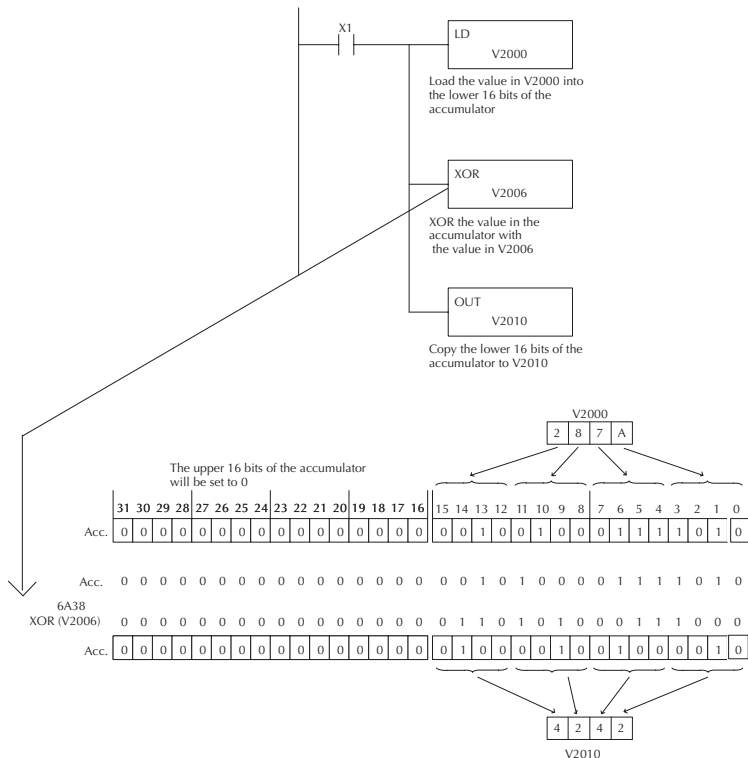 X1
LD
V2000
Load the value in V2000 into
the lower 16 bits of the
accumulator
XOR
V2006
XOR the value in the
accumulator with
the value in V2006
OUT
V2010
Copy the lower 16 bits of the
accumulator to V2010
V2000
2 8 7 A
The upper 16 bits of the accumulator
will be set to 0
31 30 29 28 27 26 25 24 23 22 21 20 19 18 17 16 15 14 13 12 11 10 9 8 7 6 5 4 3 2 1 0
Acc. 0 0 0 0 0 0 0 0 0 0 0 0 0 0 0 0 0 0 1 0 0 1 0 0 0 1 1 1 1 0 1 0
Acc. 0 0 0 0 0 0 0 0 0 0 0 0 0 0 0 0 0 0 1 0 1 0 0 0 0 1 1 1 1 0 1 0
6A38
XOR (V2006) 0 0 0 0 0 0 0 0 0 0 0 0 0 0 0 0 0 1 1 0 1 0 1 0 0 0 1 1 1 0 0 0
Acc. 0 0 0 0 0 0 0 0 0 0 0 0 0 0 0 0 0 1 0 0 0 0 1 0 0 1 0 0 0 0 1 0
4 2 4 2
V2010